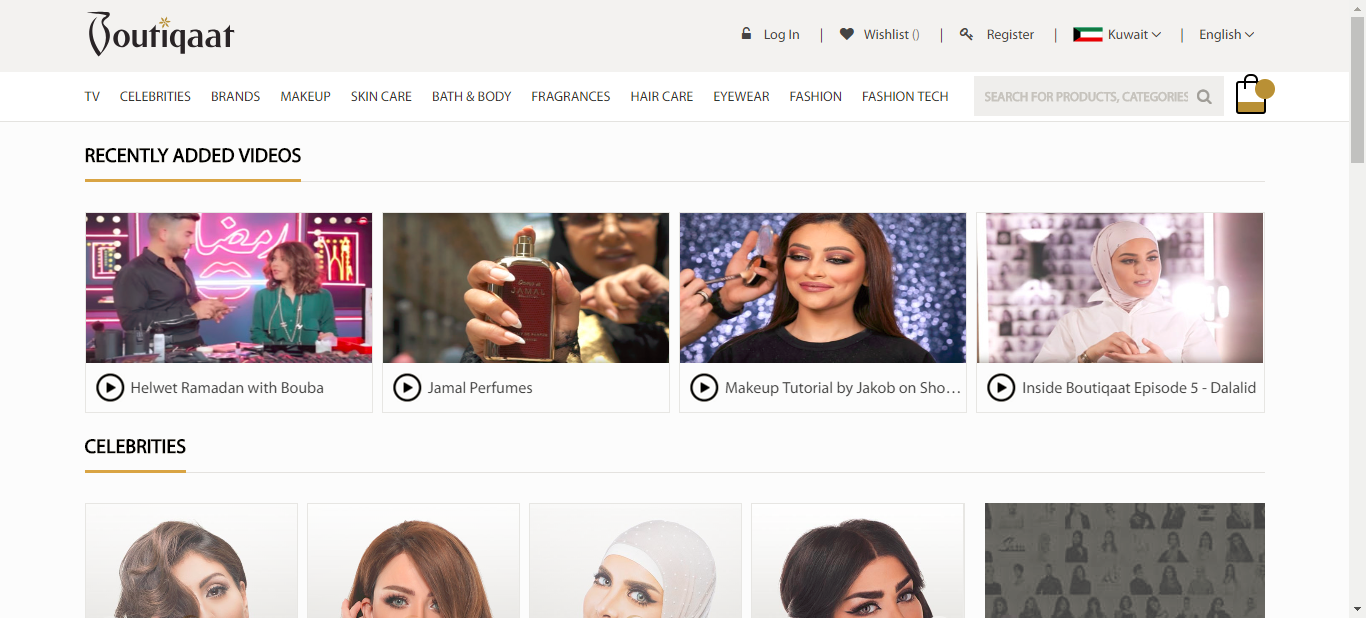 Boutiqaat
Log In | Wishlist () | Register | Kuwait | English
TV CELEBRITIES BRANDS MAKEUP SKIN CARE BATH & BODY FRAGRANCES HAIR CARE EYEWEAR FASHION FASHION TECH SEARCH FOR PRODUCTS, CATEGORIES
RECENTLY ADDED VIDEOS
رمضان
JAMAL
Helwet Ramadan with Bouba
Jamal Perfumes
Makeup Tutorial by Jakob on Sho…
Inside Boutiqaat Episode 5 - Dalalid
CELEBRITIES